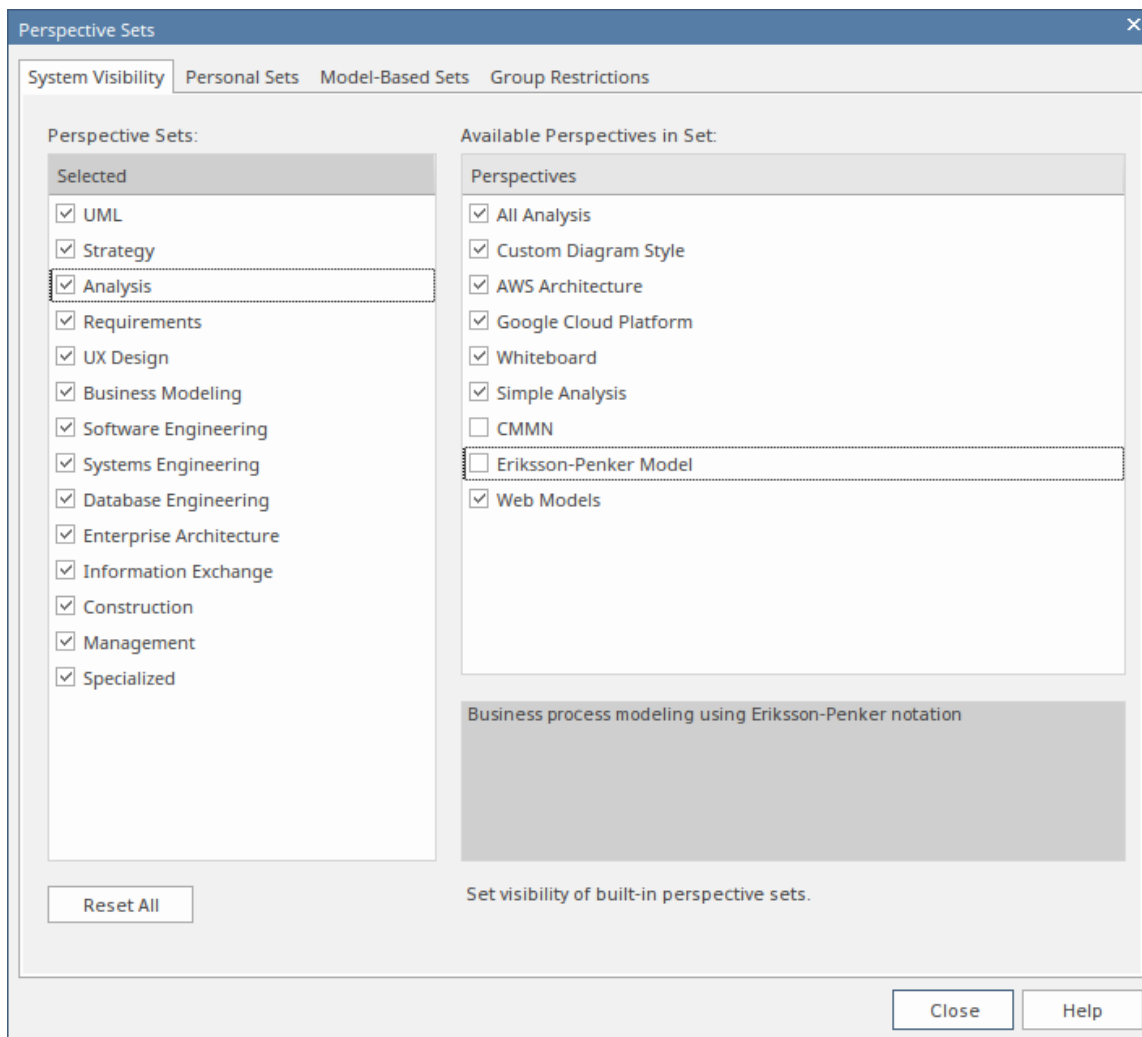 Perspective Sets
System Visibility Personal Sets Model-Based Sets Group Restrictions
Perspective Sets:
Selected
UML
Strategy
Analysis
Requirements
UX Design
Business Modeling
Software Engineering
Systems Engineering
Database Engineering
Enterprise Architecture
Information Exchange
Construction
Management
Specialized
Reset All
Available Perspectives in Set:
Perspectives
All Analysis
Custom Diagram Style
AWS Architecture
Google Cloud Platform
Whiteboard
Simple Analysis
CMMN
Eriksson-Penker Model
Web Models
Business process modeling using Eriksson-Penker notation
Set visibility of built-in perspective sets.
Close Help